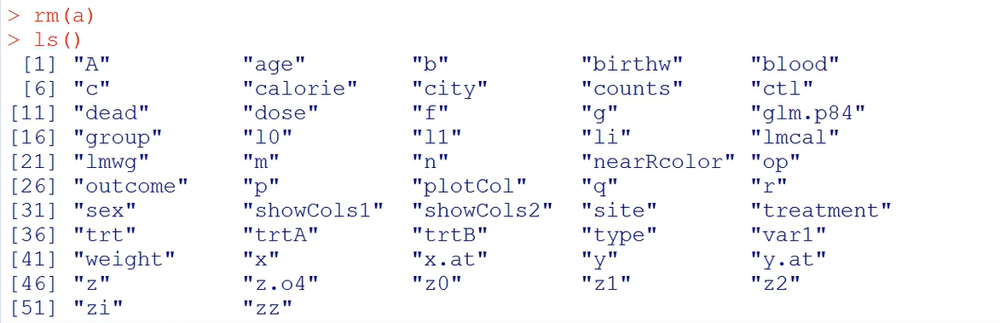 > rm(a)
> ls()
 [1] "A"          "age"        "b"          "birthw"     "blood"
 [6] "c"          "calorie"    "city"       "counts"     "ctl"
[11] "dead"       "dose"       "f"          "g"          "glm.p84"
[16] "group"      "l0"         "l1"         "li"         "lmcal"
[21] "lmwg"       "m"          "n"          "nearRcolor" "op"
[26] "outcome"    "p"          "plotCol"    "q"          "r"
[31] "sex"        "showCols1"  "showCols2"  "site"       "treatment"
[36] "trt"        "trtA"       "trtB"       "type"       "var1"
[41] "weight"     "x"          "x.at"       "y"          "y.at"
[46] "z"          "z.o4"       "z0"         "z1"         "z2"
[51] "zi"         "zz"